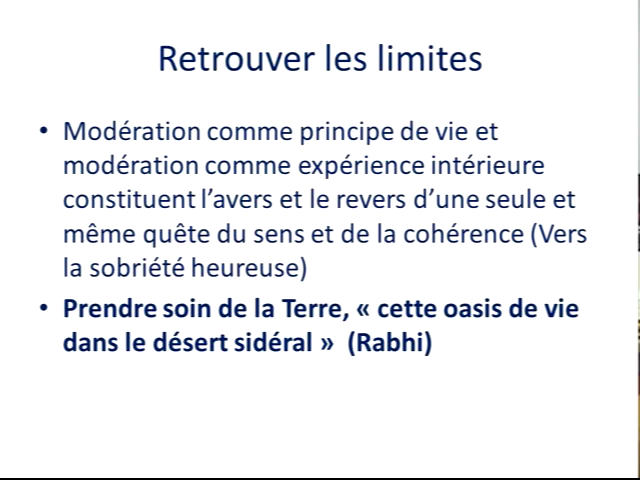 Retrouver les limites
• Modération comme principe de vie et
modération comme expérience intérieure
constituent l’avers et le revers d’une seule et
même quête du sens et de la cohérence (Vers
la sobriété heureuse)
• Prendre soin de la Terre, « cette oasis de vie
dans le désert sidéral » (Rabhi)